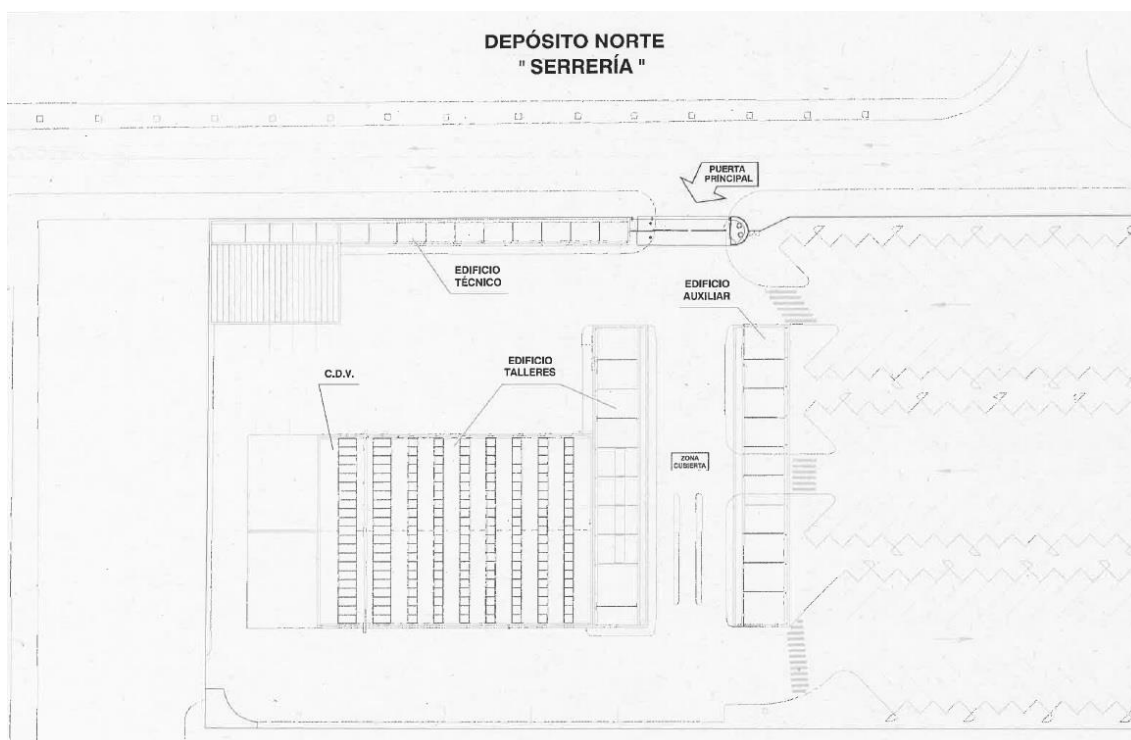 DEPÓSITO NORTE
" SERRERÍA "
PUERTA
PRINCIPAL
EDIFICIO
TÉCNICO
EDIFICIO
AUXILIAR
EDIFICIO
TALLERES
C.D.V.
ZONA
CUBIERTA